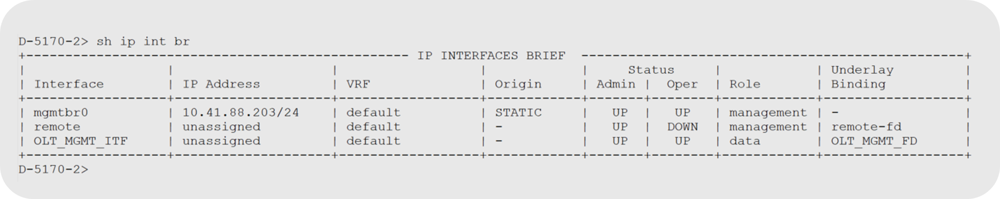 D-5170-2> sh ip int br
+------------------------------------------------- IP INTERFACES BRIEF -------------------------------------------------+
| | | | | Status | | Underlay |
| Interface | IP Address | VRF | Origin | Admin | Oper | Role | Binding |
+------------------+--------------------+------------------+------------+-------+--------+------------+------------------+
| mgmtbr0 | 10.41.88.203/24 | default | STATIC | UP | UP | management | - |
| remote | unassigned | default | - | UP | DOWN | management | remote-fd |
| OLT_MGMT_ITF | unassigned | default | - | UP | UP | data | OLT_MGMT_FD |
+------------------+--------------------+------------------+------------+-------+--------+------------+------------------+
D-5170-2>